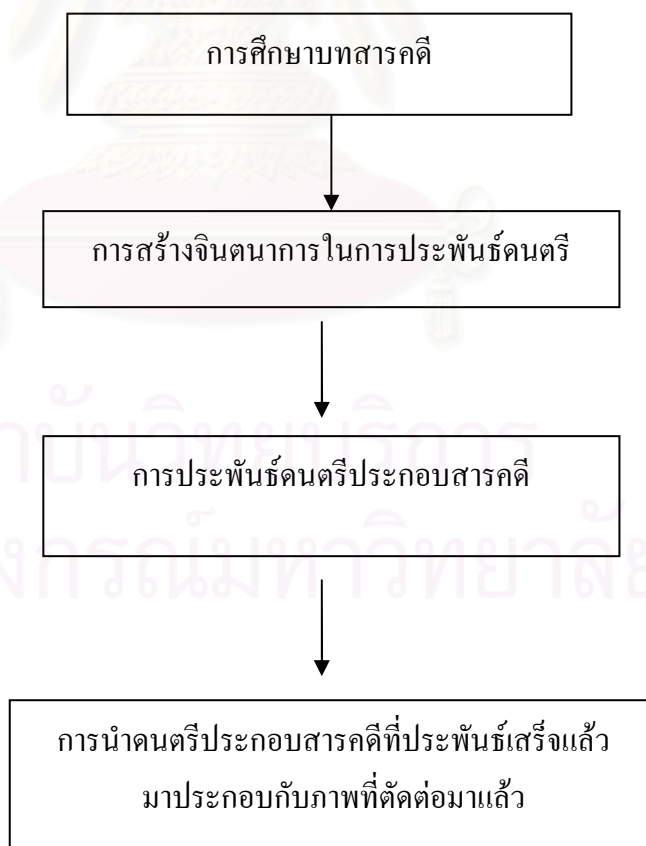 การศึกษาบทสารคดี
การสร้างจินตนาการในการประพันธ์ดนตรี
การประพันธ์ดนตรีประกอบสารคดี
การนำดนตรีประกอบสารคดีที่ประพันธ์เสร็จแล้ว
มาประกอบกับภาพที่ตัดต่อมาแล้ว